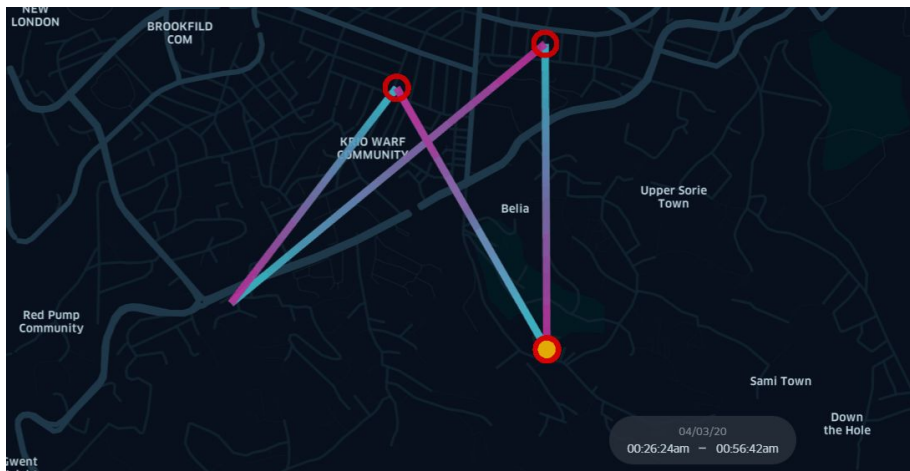 NEW
LONDON
BROOKFILD
COM
KRIO WARF
COMMUNITY
Belia
Upper Sorie
Town
Red Pump
Community
Sami Town
Down
the Hole
04/03/20
00:26:24am – 00:56:42am
Gwent